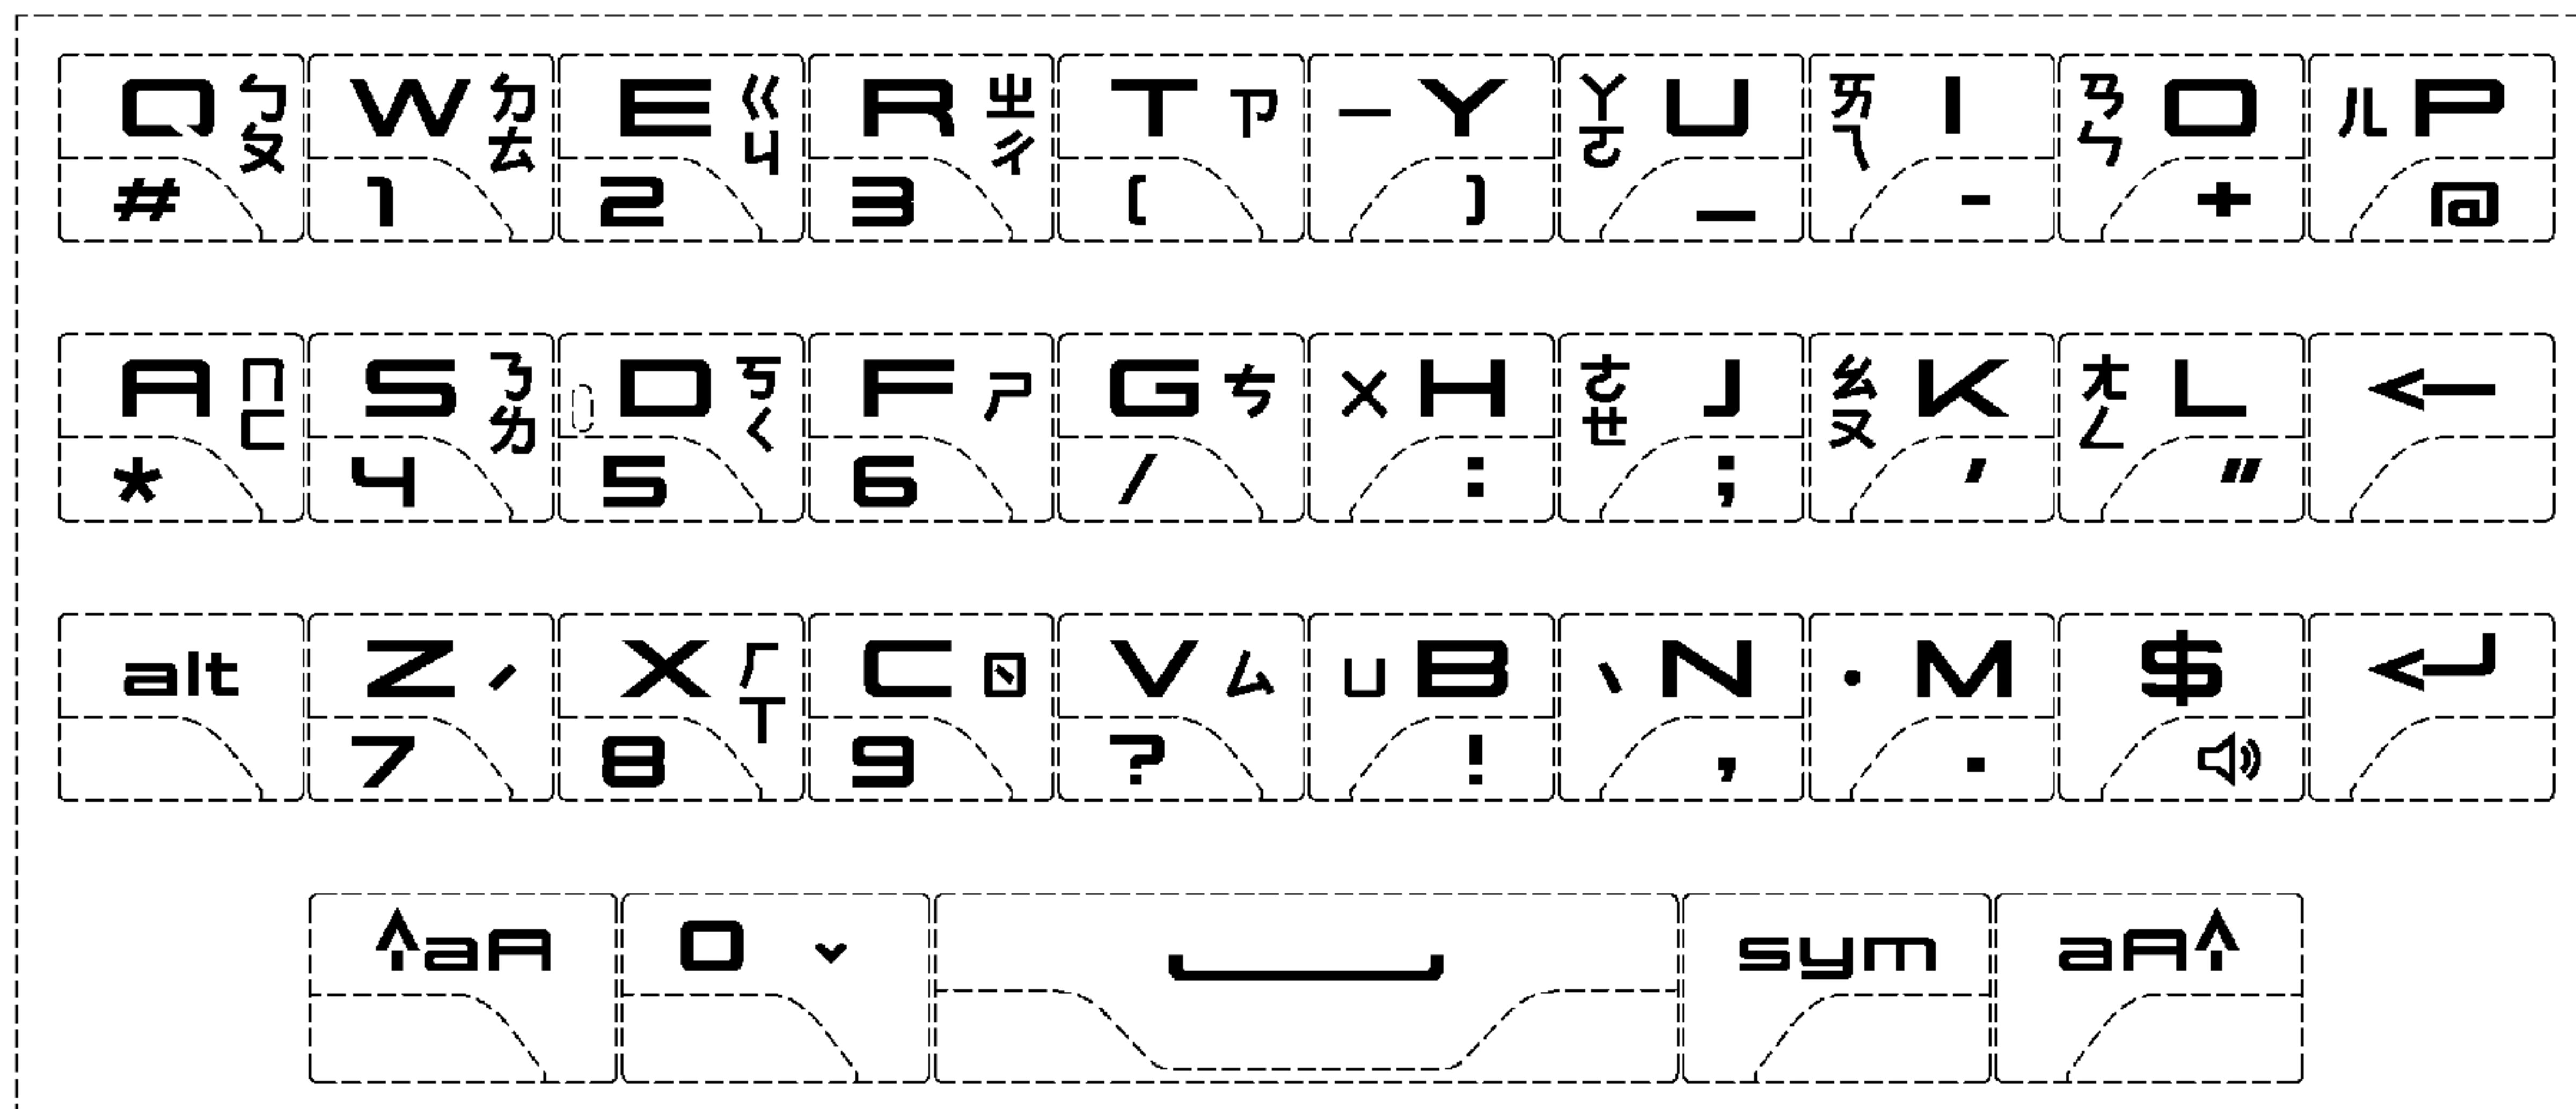 Q ㄅ W ㄉ E ㄍ R ㄓ T ㄗ ㄧ Y ㄚ U ㄞ I ㄢ O ㄦ P
ㄆ ㄊ ㄐ ㄔ ㄛ ㄟ ㄣ
# 1 2 3 ( ) _ - + @
A ㄇ S ㄋ D ㄎ F ㄕ G ㄘ ㄨ H ㄜ J ㄠ K ㄤ L ←
ㄈ ㄌ ㄑ ㄝ ㄡ ㄥ
* 4 5 6 / : ; ' "
alt Z ˊ X ㄏ C ㄖ V ㄙ ㄩ B ˋ N ˙ M $ ↵
ㄒ
7 8 9 ? ! , .
aA 0 ˇ sym aA